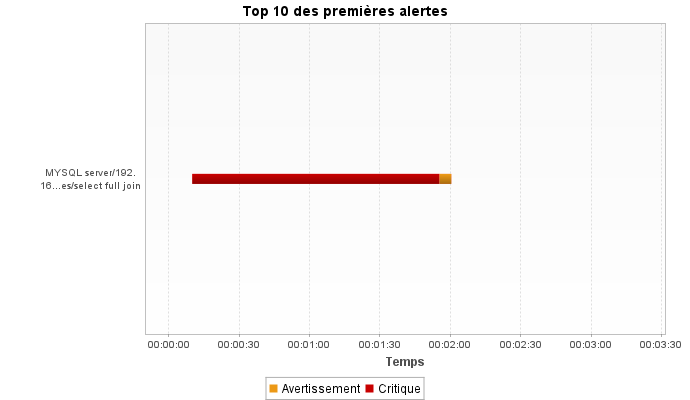 Top 10 des premières alertes
MYSQL server/192.
16...es/select full join
00:00:00 00:00:30 00:01:00 00:01:30 00:02:00 00:02:30 00:03:00 00:03:30
Temps
Avertissement Critique